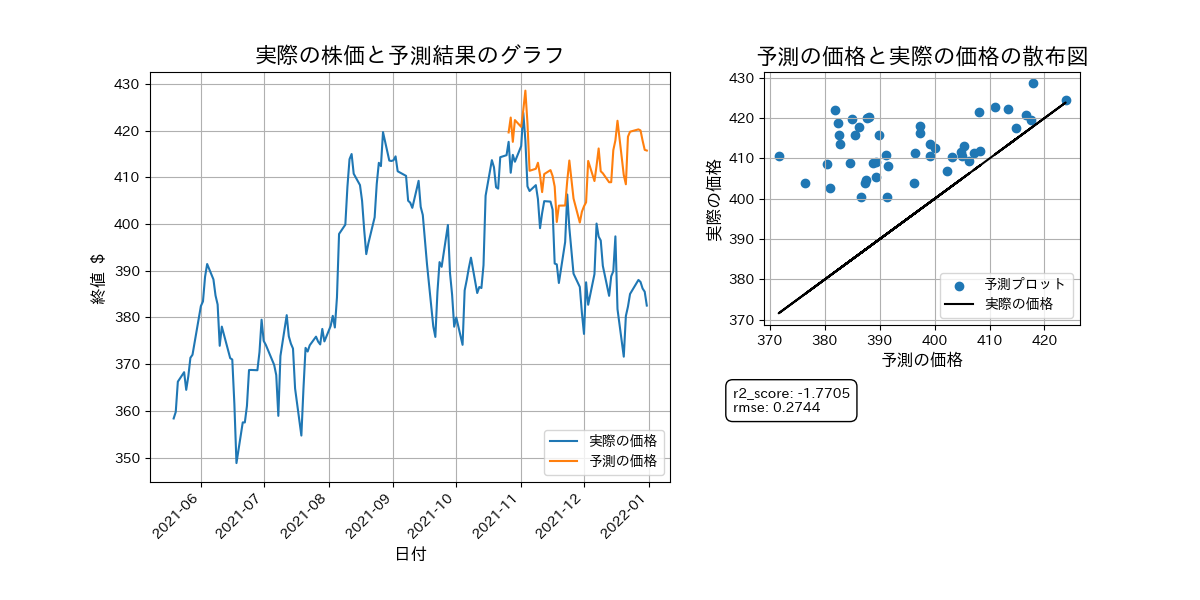 実際の株価と予測結果のグラフ
430
420
410
400
390
380
370
360
350
終値 $
2021-06
2021-07
2021-08
2021-09
2021-10
2021-11
2021-12
2022-01
日付
実際の価格
予測の価格
予測の価格と実際の価格の散布図
430
420
410
400
390
380
370
実際の価格
370
380
390
400
410
420
予測の価格
予測プロット
実際の価格
r2_score: -1.7705
rmse: 0.2744